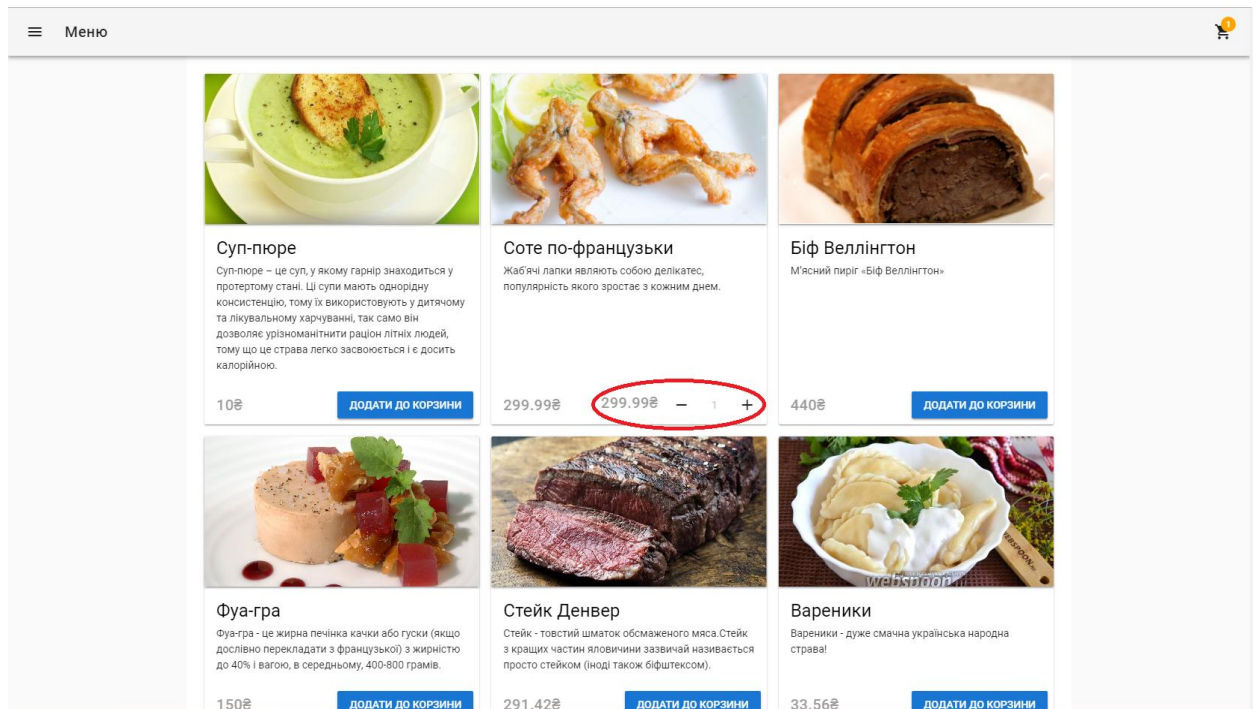 Меню
1
Суп-пюре
Суп-пюре – це суп, у якому гарнір знаходиться у
протертому стані. Ці супи мають однорідну
консистенцію, тому їх використовують у дитячому
та лікувальному харчуванні, так само він
дозволяє урізноманітнити раціон літніх людей,
тому що це страва легко засвоюється і є досить
калорійною.
10₴
ДОДАТИ ДО КОРЗИНИ
Соте по-французьки
Жаб'ячі лапки являють собою делікатес,
популярність якого зростає з кожним днем.
299.99₴
299.99₴ – 1 +
Біф Веллінгтон
М'ясний пиріг «Біф Веллінгтон»
440₴
ДОДАТИ ДО КОРЗИНИ
Фуа-гра
Фуа-гра - це жирна печінка качки або гуски (якщо
дослівно перекладати з французької) з жирністю
до 40% і вагою, в середньому, 400-800 грамів.
150₴
ДОДАТИ ДО КОРЗИНИ
Стейк Денвер
Стейк - товстий шматок обсмаженого мяса.Стейк
з кращих частин яловичини зазвичай називається
просто стейком (іноді також біфштексом).
291.42₴
ДОДАТИ ДО КОРЗИНИ
webspoon
WEBSPOON.ru
Вареники
Вареники - дуже смачна українська народна
страва!
33.56₴
ДОДАТИ ДО КОРЗИНИ